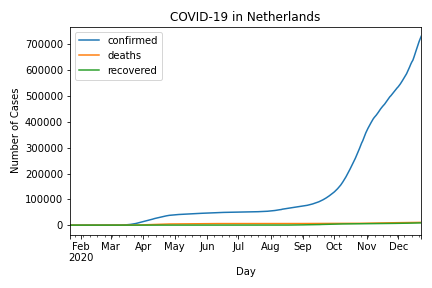 COVID-19 in Netherlands
confirmed
deaths
recovered
Number of Cases
700000
600000
500000
400000
300000
200000
100000
0
Feb Mar Apr May Jun Jul Aug Sep Oct Nov Dec
2020
Day